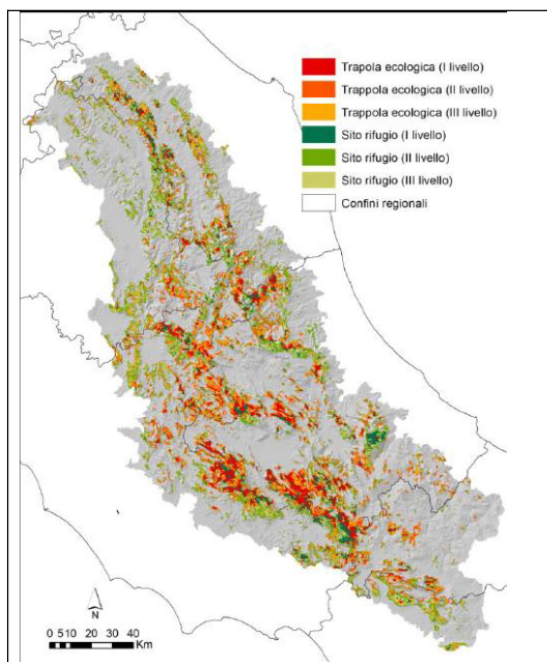 Trapola ecologica (I livello)
Trappola ecologica (II livello)
Trappola ecologica (III livello)
Sito rifugio (I livello)
Sito rifugio (II livello)
Sito rifugio (III livello)
Confini regionali
N
0 5 10 20 30 40
Km